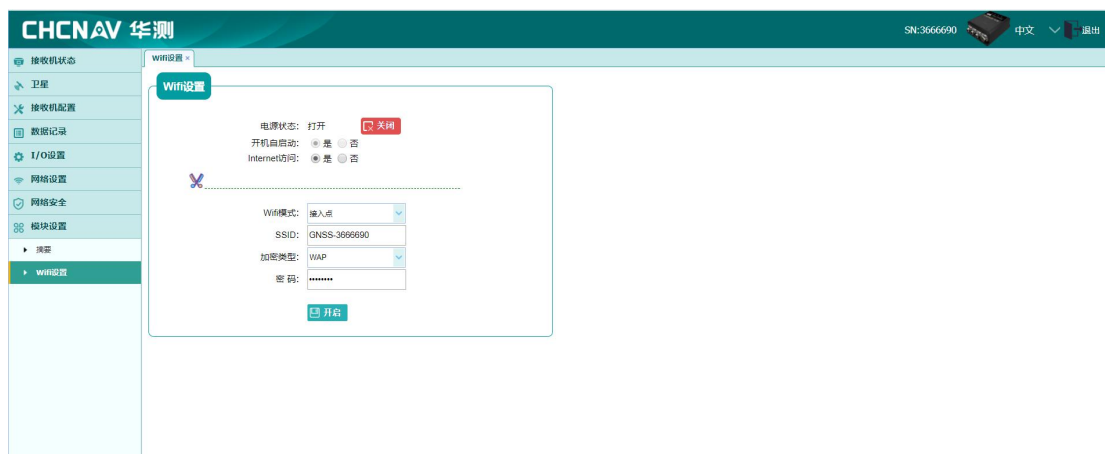 CHCNAV 华测
SN:3666690 中文 退出
接收机状态
卫星
接收机配置
数据记录
I/O设置
网络设置
网络安全
模块设置
摘要
Wifi设置
Wifi设置 ×
Wifi设置
电源状态: 打开 关闭
开机自启动: 是 否
Internet访问: 是 否
Wifi模式: 接入点
SSID: GNSS-3666690
加密类型: WAP
密 码: ••••••••
开启